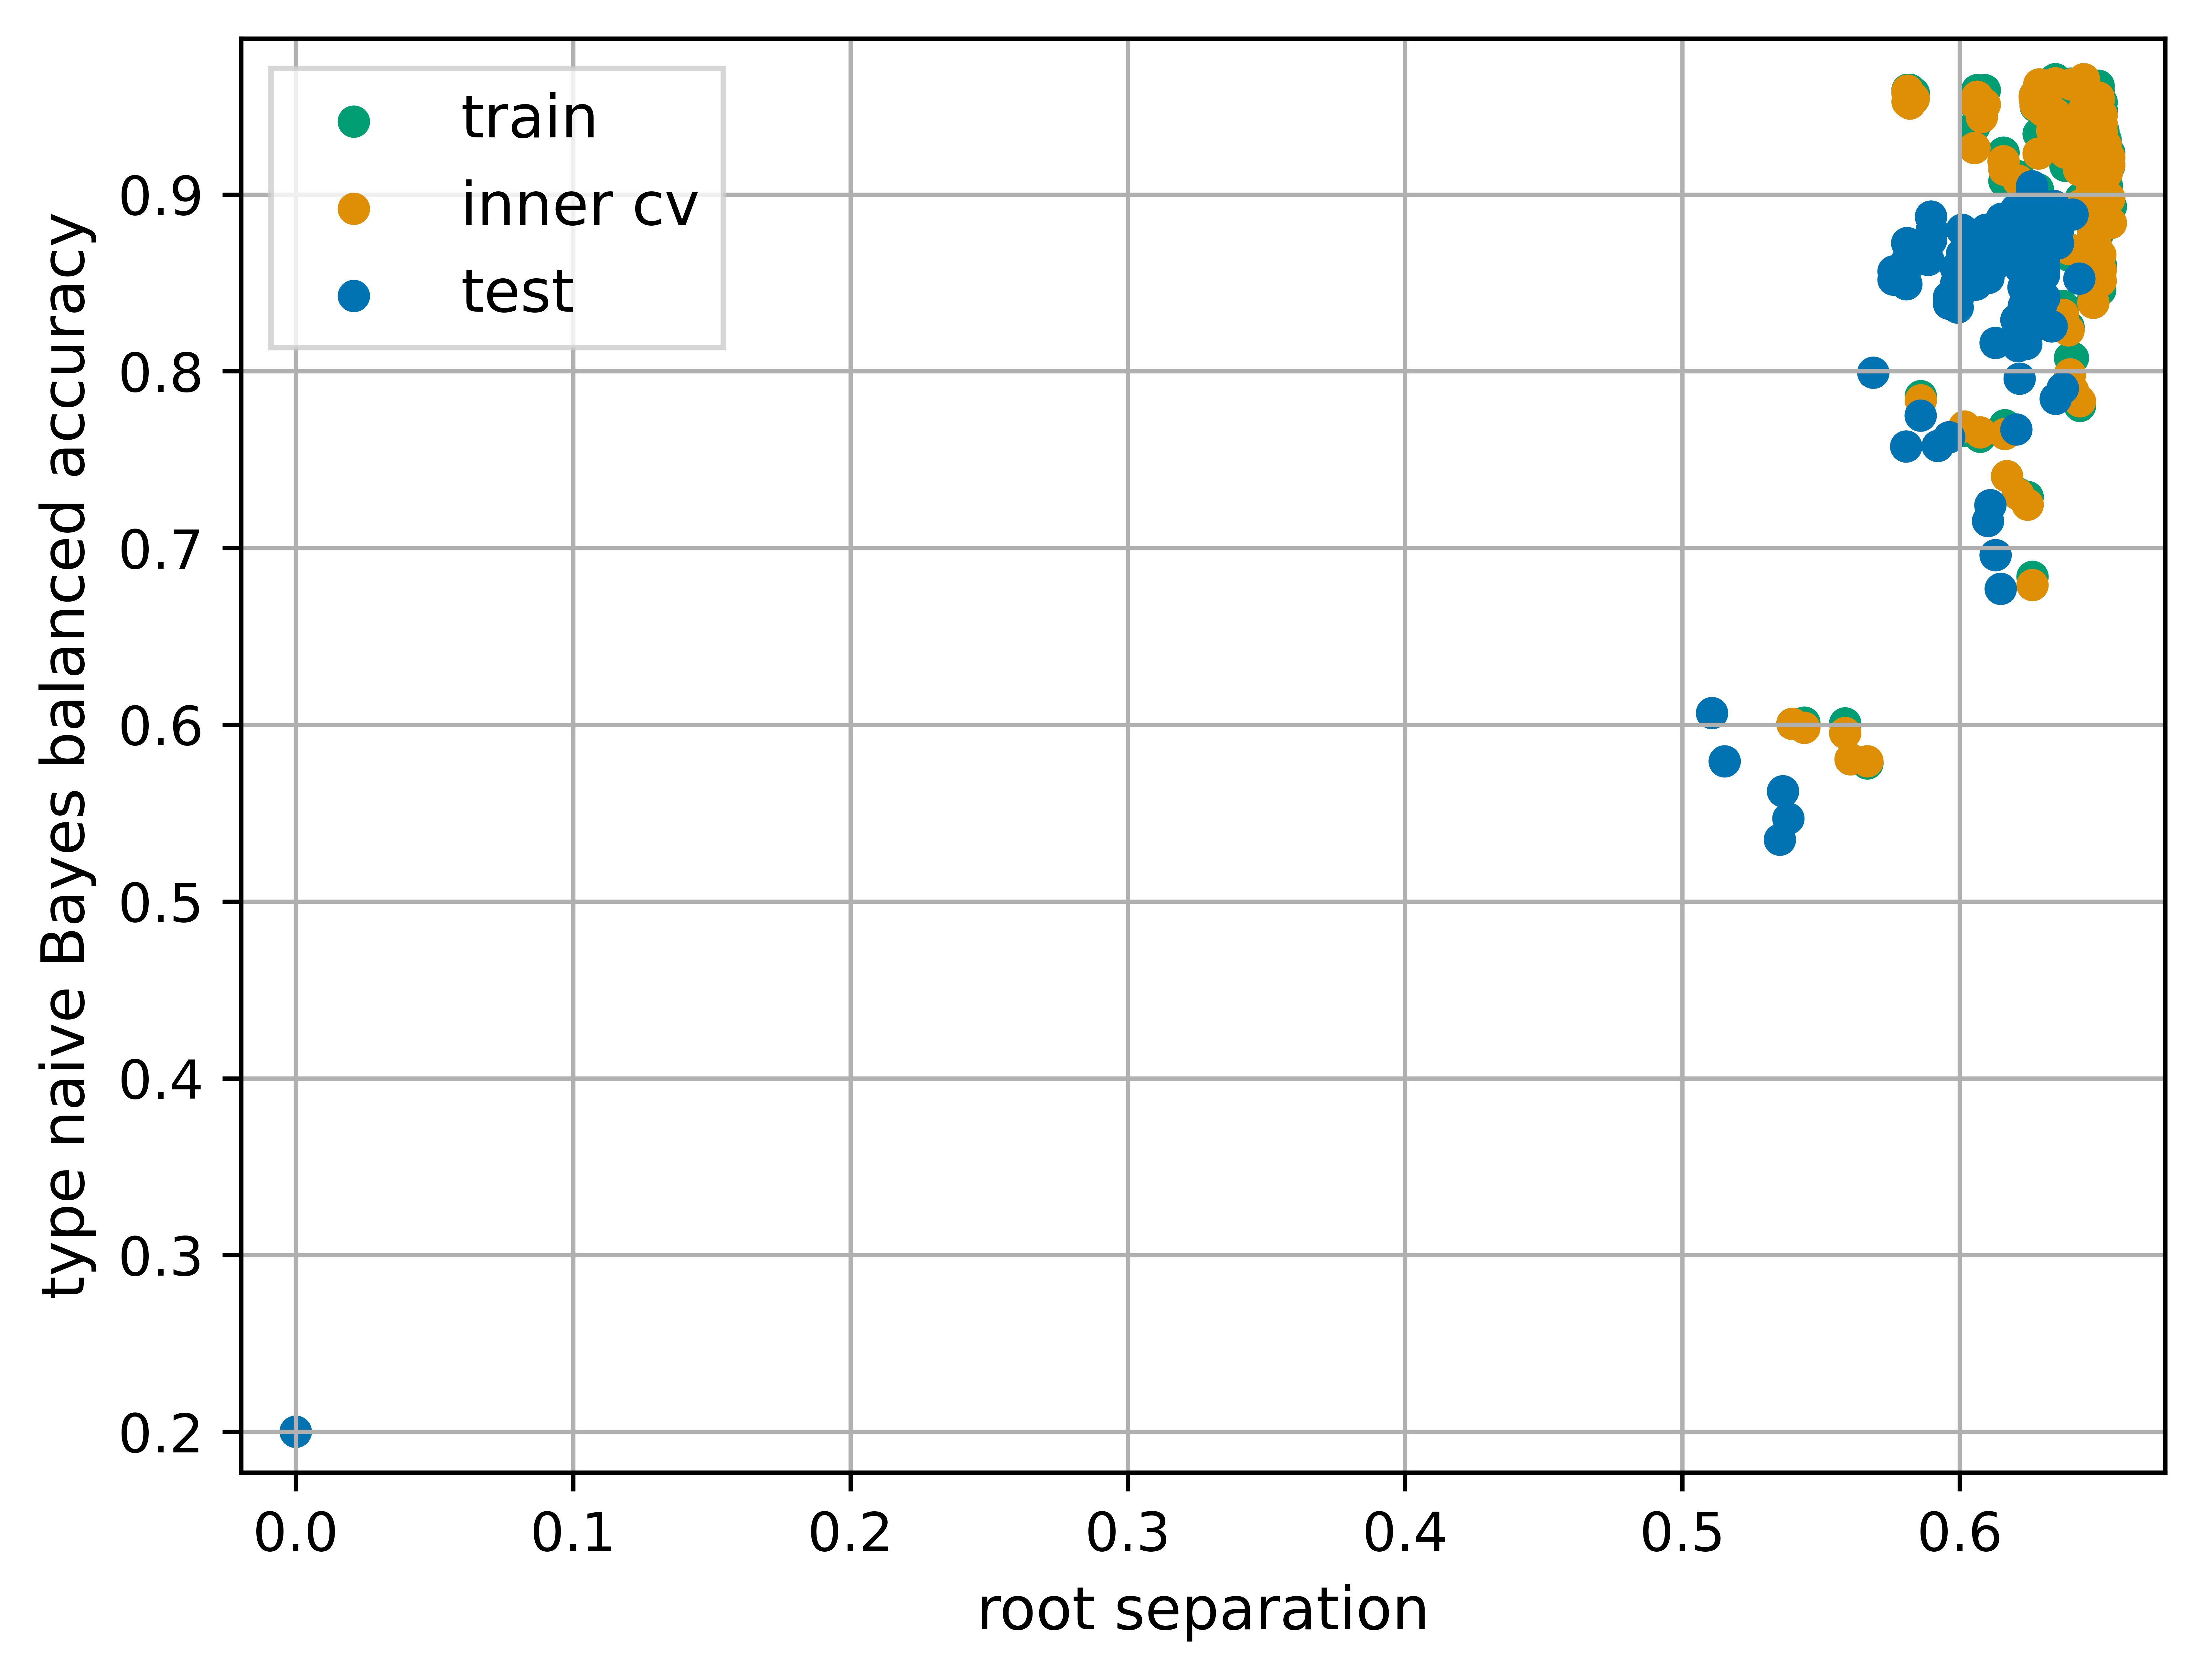 train
inner cv
test
type naive Bayes balanced accuracy
0.9
0.8
0.7
0.6
0.5
0.4
0.3
0.2
0.0 0.1 0.2 0.3 0.4 0.5 0.6
root separation